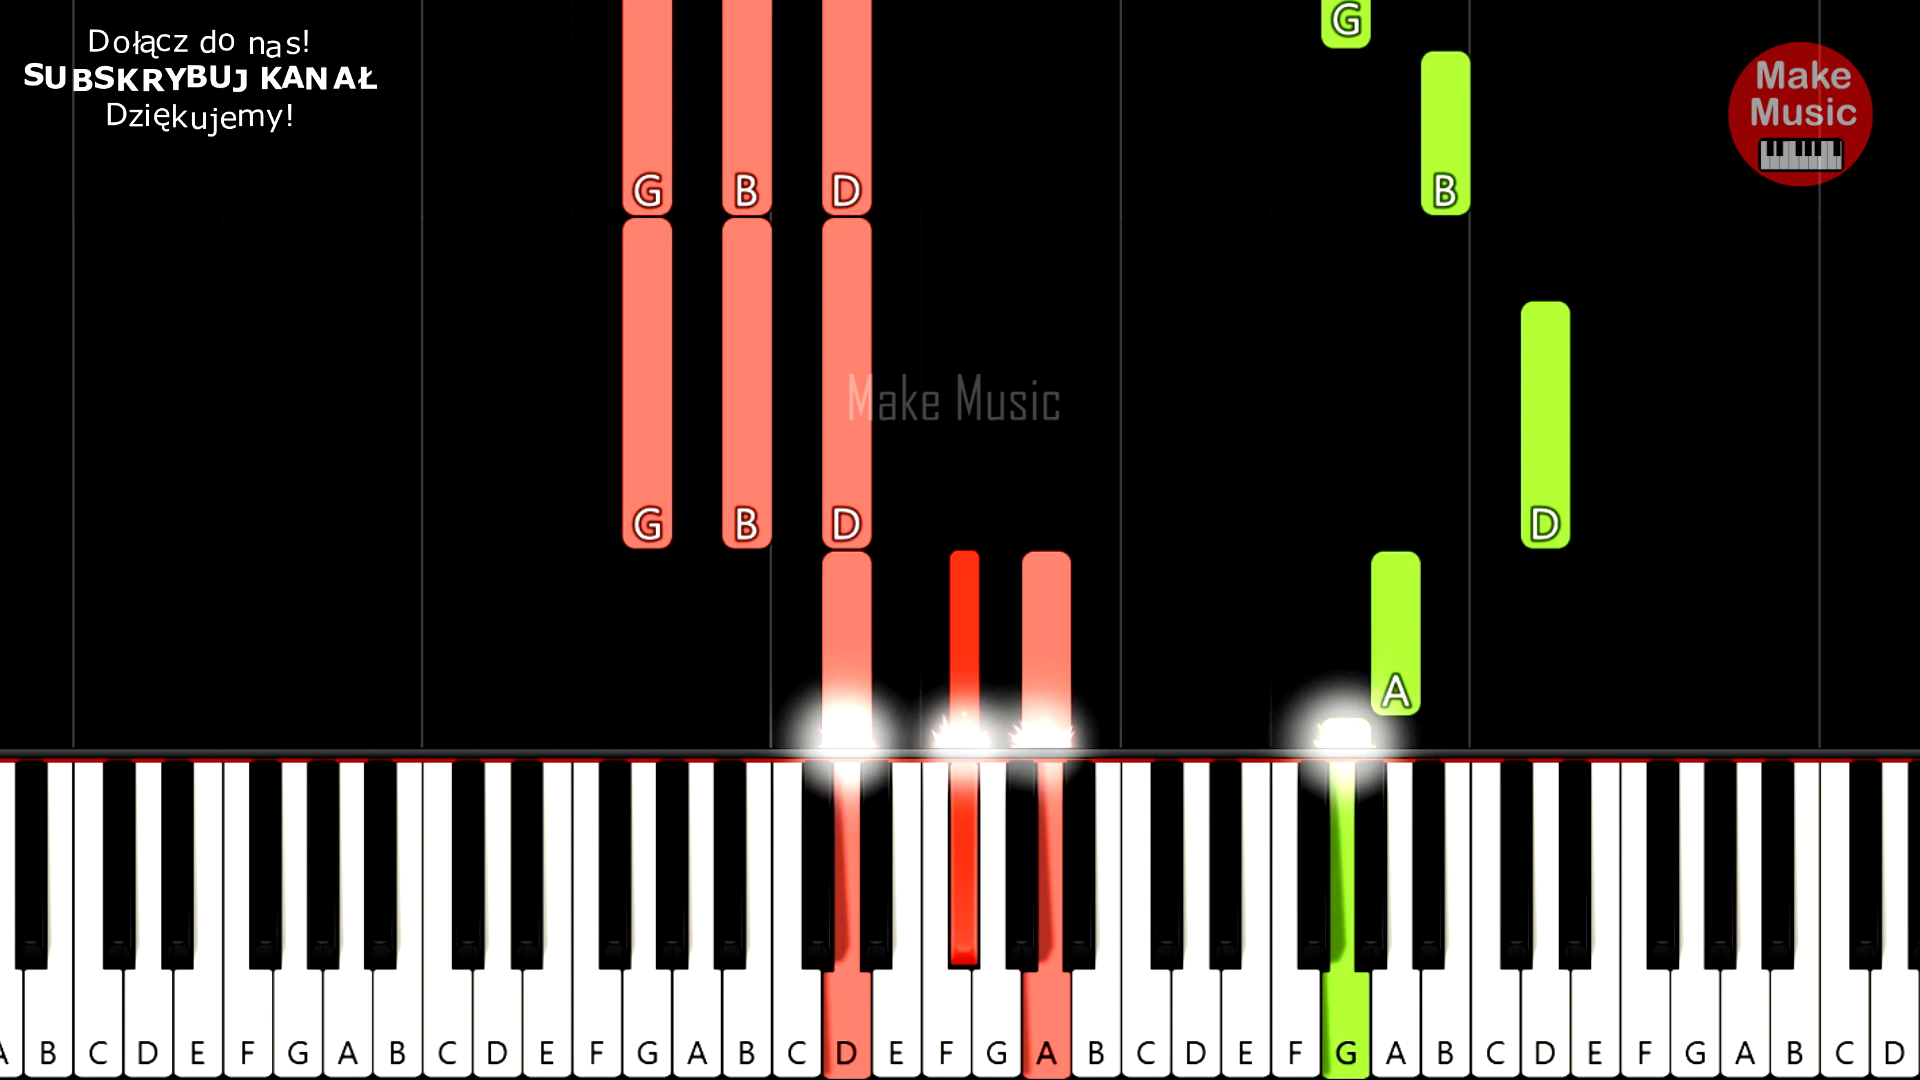 Dołącz do nas!
SUBSKRYBUJ KANAŁ
Dziękujemy!
Make
Music
G
B
G B D
Make Music
G B D
D
A
A B C D E F G A B C D E F G A B C D E F G A B C D E F G A B C D E F G A B C D